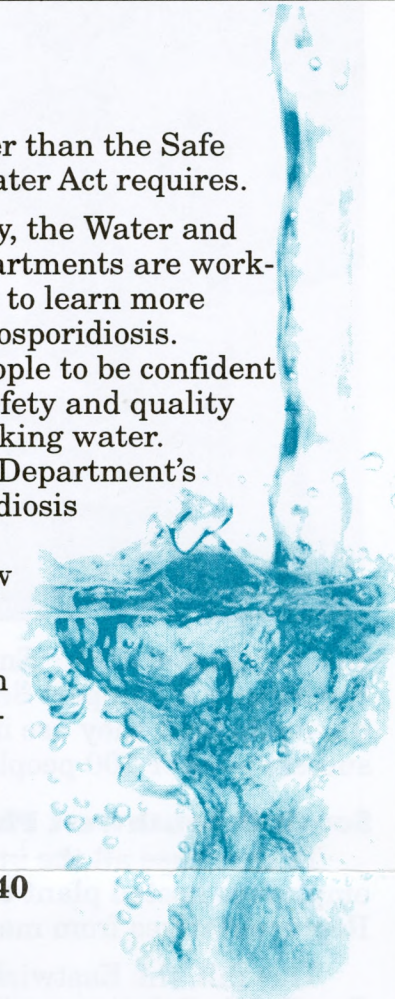 er than the Safe
ater Act requires.
y, the Water and
artments are work-
to learn more
osporidiosis.
ople to be confident
fety and quality
king water.
Department's
diosis
w
n
-
40